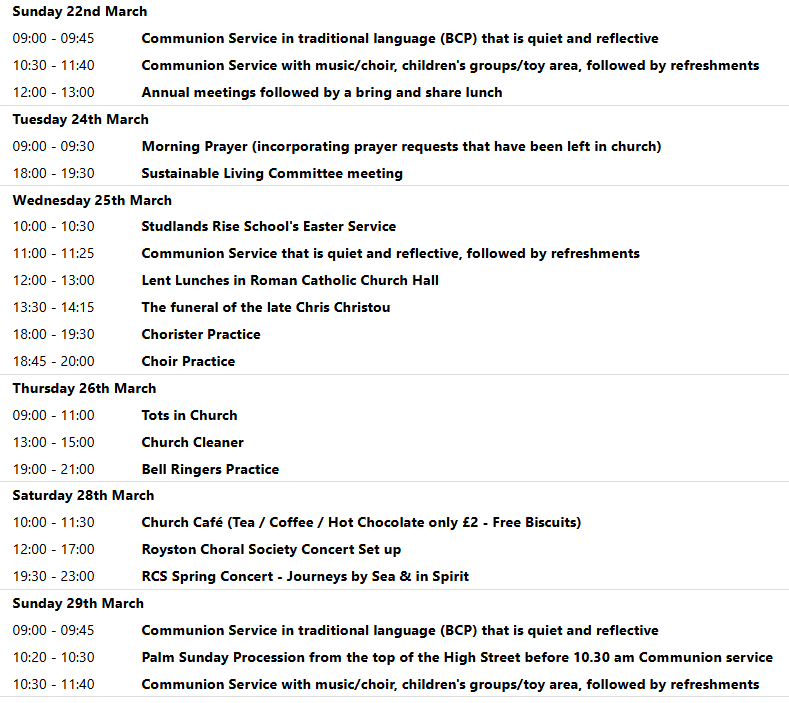 Sunday 22nd March
09:00 - 09:45 Communion Service in traditional language (BCP) that is quiet and reflective
10:30 - 11:40 Communion Service with music/choir, children's groups/toy area, followed by refreshments
12:00 - 13:00 Annual meetings followed by a bring and share lunch
Tuesday 24th March
09:00 - 09:30 Morning Prayer (incorporating prayer requests that have been left in church)
18:00 - 19:30 Sustainable Living Committee meeting
Wednesday 25th March
10:00 - 10:30 Studlands Rise School's Easter Service
11:00 - 11:25 Communion Service that is quiet and reflective, followed by refreshments
12:00 - 13:00 Lent Lunches in Roman Catholic Church Hall
13:30 - 14:15 The funeral of the late Chris Christou
18:00 - 19:30 Chorister Practice
18:45 - 20:00 Choir Practice
Thursday 26th March
09:00 - 11:00 Tots in Church
13:00 - 15:00 Church Cleaner
19:00 - 21:00 Bell Ringers Practice
Saturday 28th March
10:00 - 11:30 Church Café (Tea / Coffee / Hot Chocolate only £2 - Free Biscuits)
12:00 - 17:00 Royston Choral Society Concert Set up
19:30 - 23:00 RCS Spring Concert - Journeys by Sea & in Spirit
Sunday 29th March
09:00 - 09:45 Communion Service in traditional language (BCP) that is quiet and reflective
10:20 - 10:30 Palm Sunday Procession from the top of the High Street before 10.30 am Communion service
10:30 - 11:40 Communion Service with music/choir, children's groups/toy area, followed by refreshments